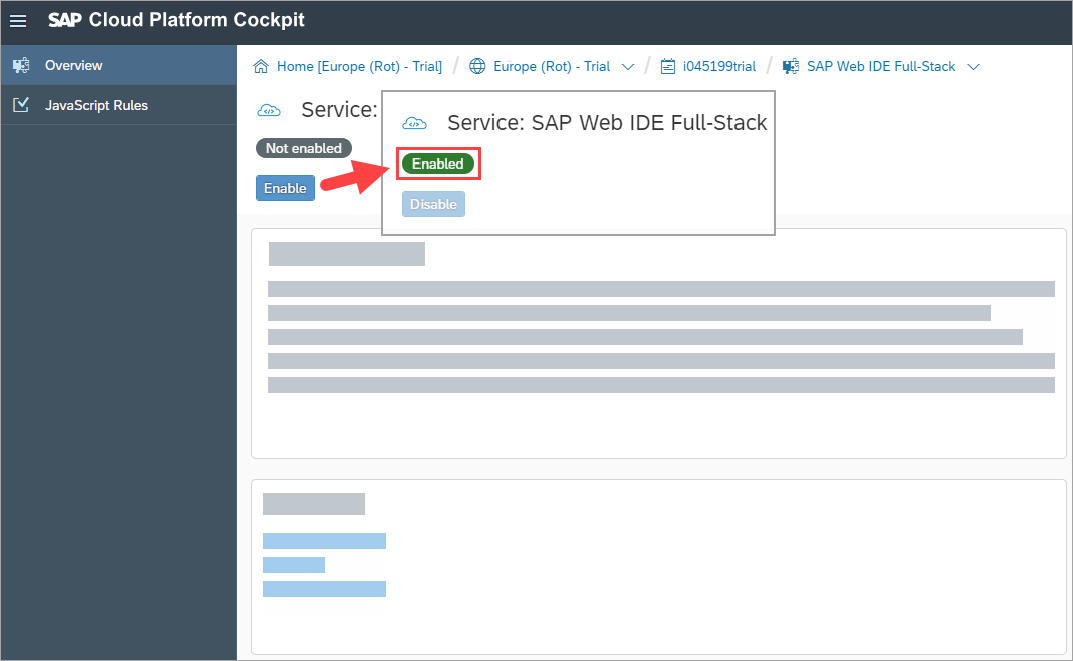 SAP Cloud Platform Cockpit
Overview
JavaScript Rules
Home [Europe (Rot) - Trial] / Europe (Rot) - Trial / i045199trial / SAP Web IDE Full-Stack
Service:
Not enabled
Enable
Service: SAP Web IDE Full-Stack
Enabled
Disable